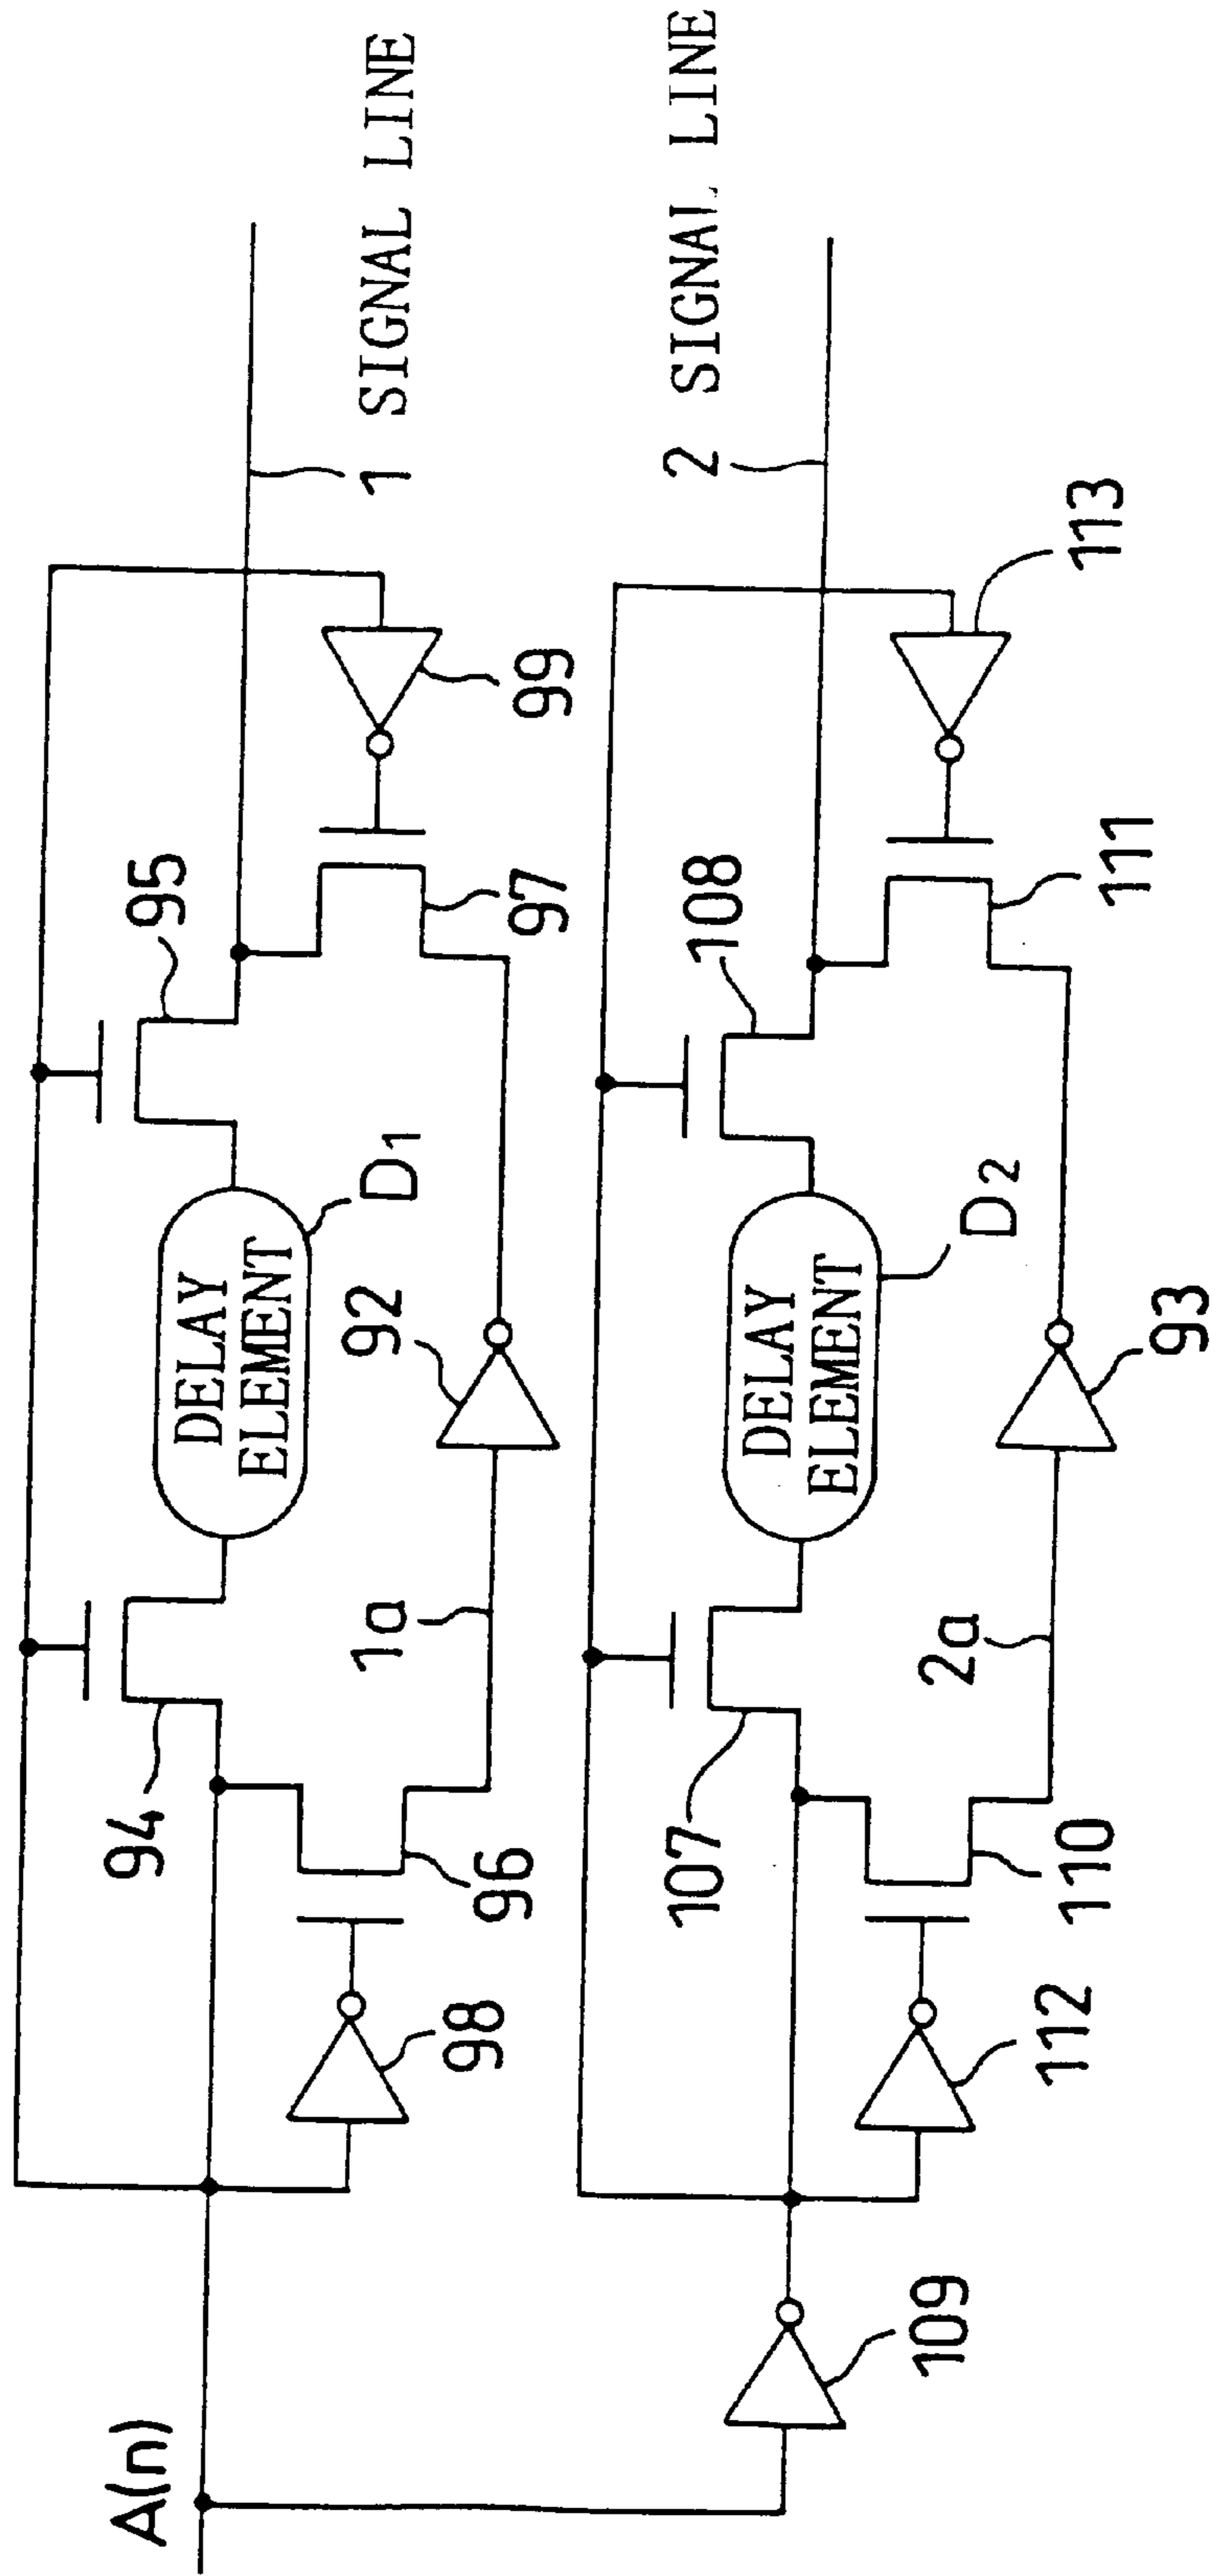 A(n)
94
DELAY
ELEMENT
D1
95
1 SIGNAL LINE
98
96
1a
92
97
99
2 SIGNAL LINE
109
107
DELAY
ELEMENT
D2
108
112
110
2a
93
111
113